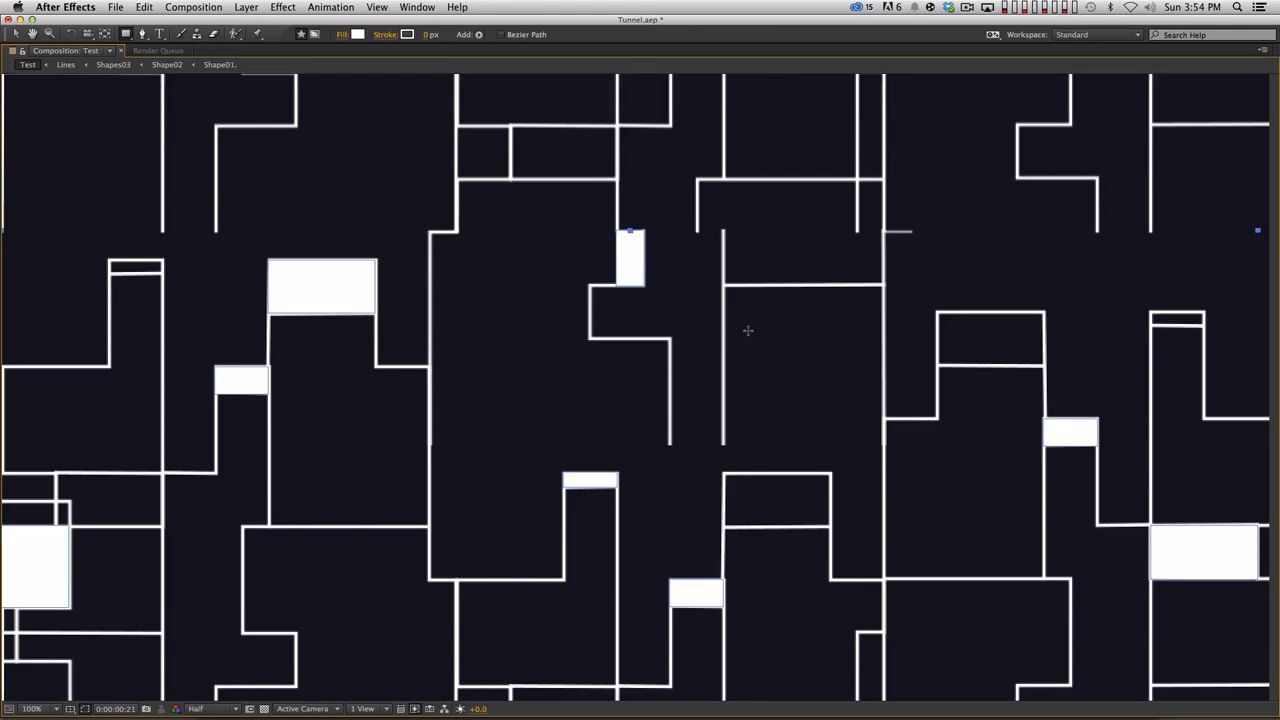 After Effects File Edit Composition Layer Effect Animation View Window Help 15 6 Sun 3:54 PM
Tunnel.aep *
Fill: Stroke: 0 px Add: Bezier Path Workspace: Standard Search Help
Composition: Test Render Queue
Test Lines Shapes03 Shape02 Shape01.
100% 0:00:00:21 Half Active Camera 1 View +0.0